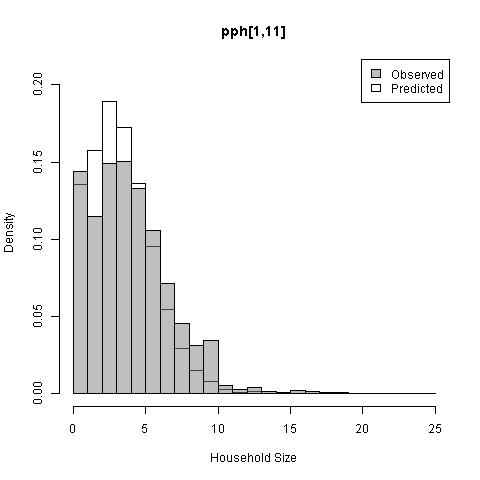 pph[1,11]
Observed
Predicted
0.20
0.15
0.10
0.05
0.00
Density
0 5 10 15 20 25
Household Size